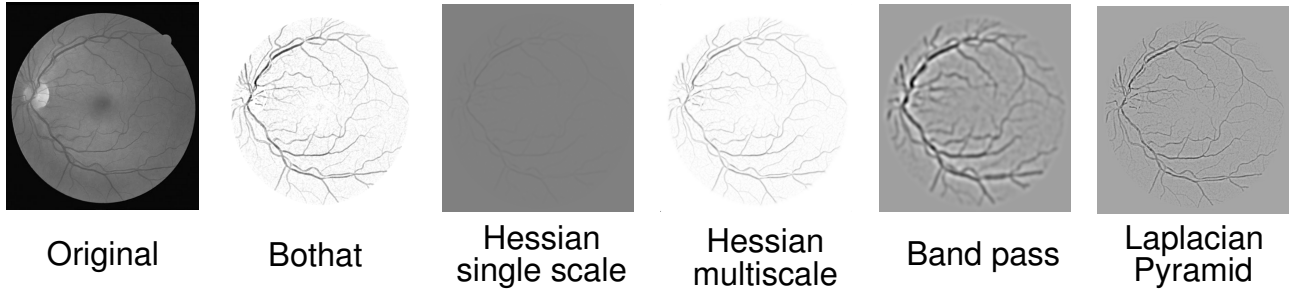 Original
Bothat
Hessian
single scale
Hessian
multiscale
Band pass
Laplacian
Pyramid